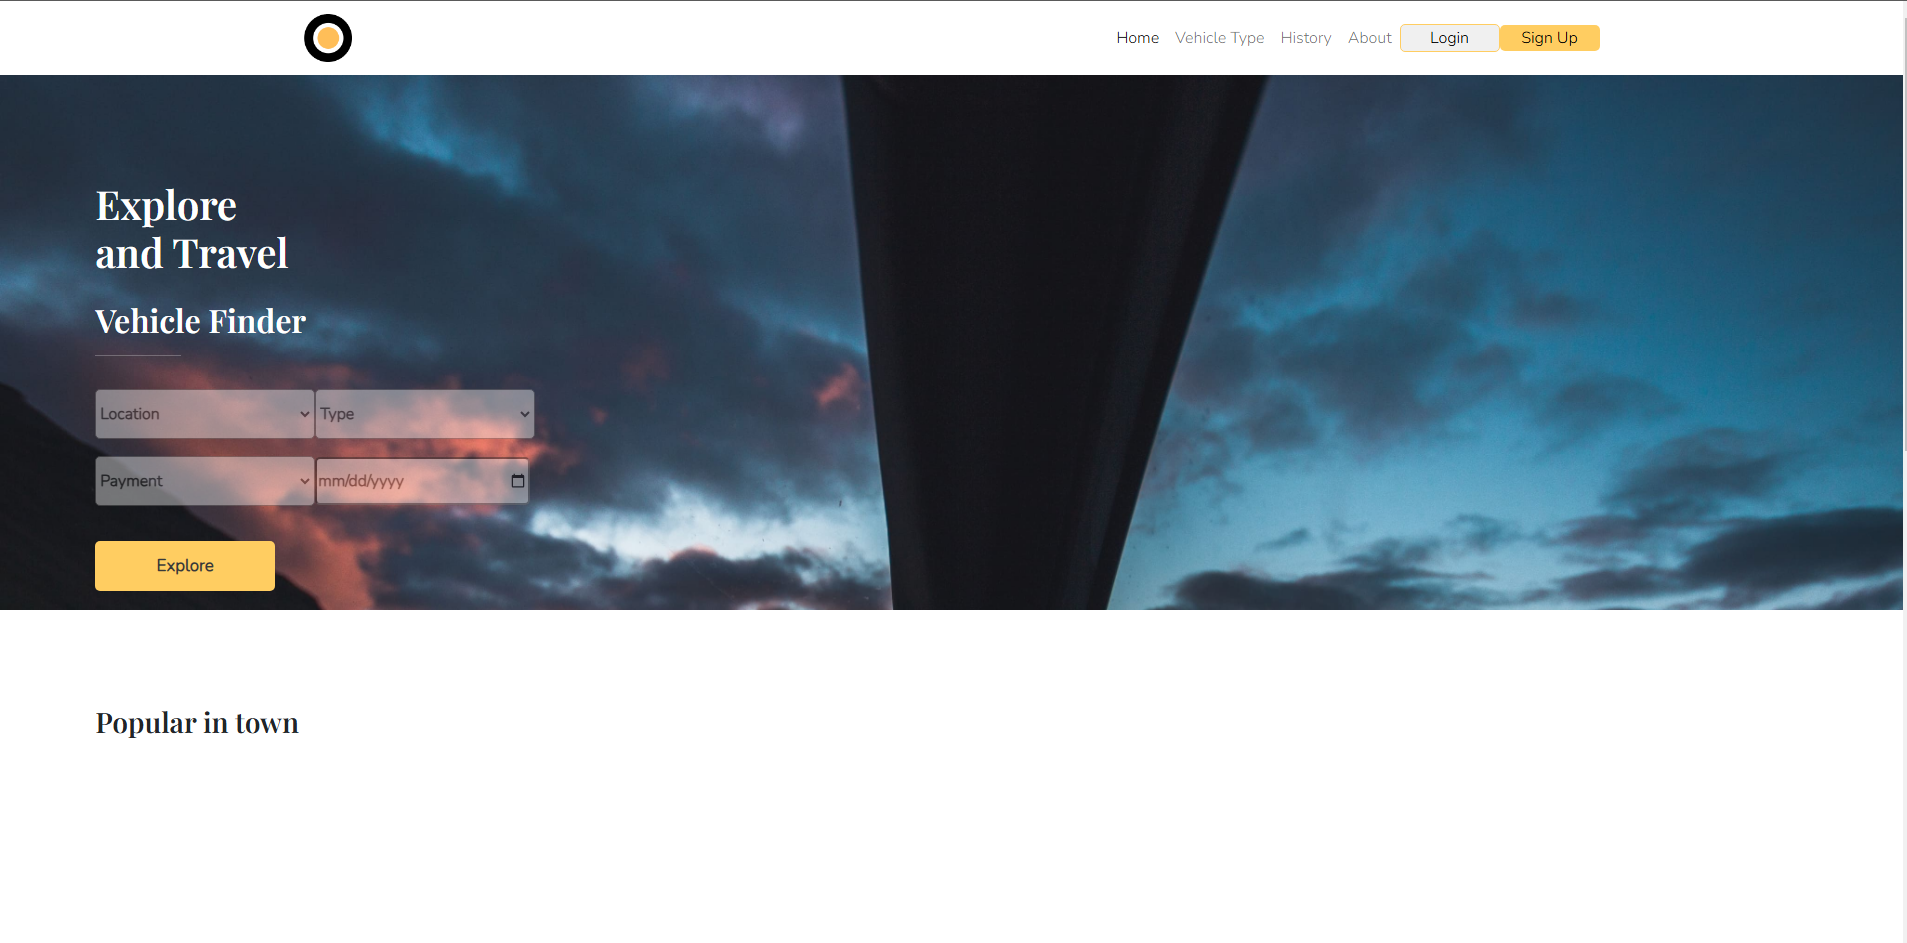 Home Vehicle Type History About Login Sign Up
Explore
and Travel
Vehicle Finder
Location Type
Payment mm/dd/yyyy
Explore
Popular in town